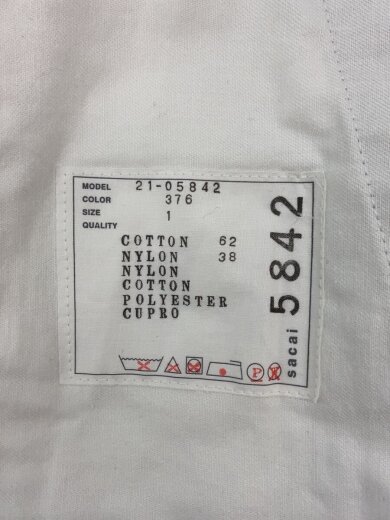 MODEL 21-05842
COLOR 376
SIZE 1
QUALITY
COTTON 62
NYLON 38
NYLON
COTTON
POLYESTER
CUPRO
P
sacai 5842